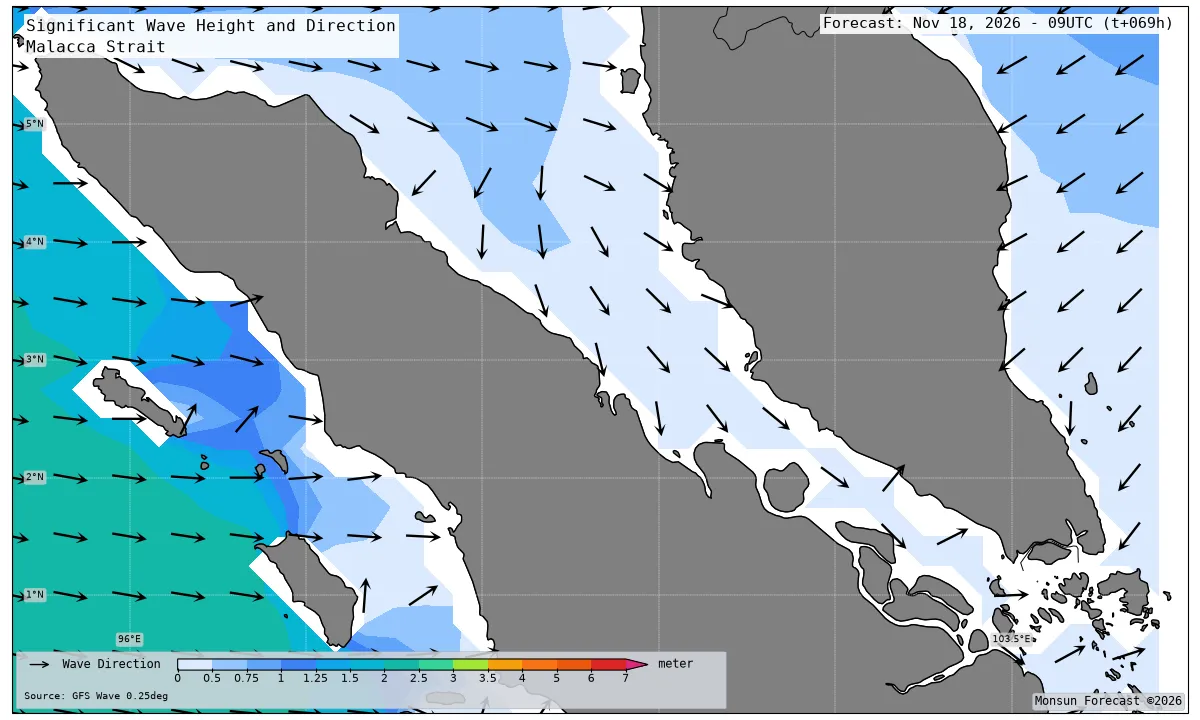 Significant Wave Height and Direction
Malacca Strait
Forecast: Nov 18, 2026 - 09UTC (t+069h)
5°N
4°N
3°N
2°N
1°N
96°E
103.5°E
Wave Direction
meter
0 0.5 0.75 1 1.25 1.5 2 2.5 3 3.5 4 5 6 7
Source: GFS Wave 0.25deg
Monsun Forecast ©2026